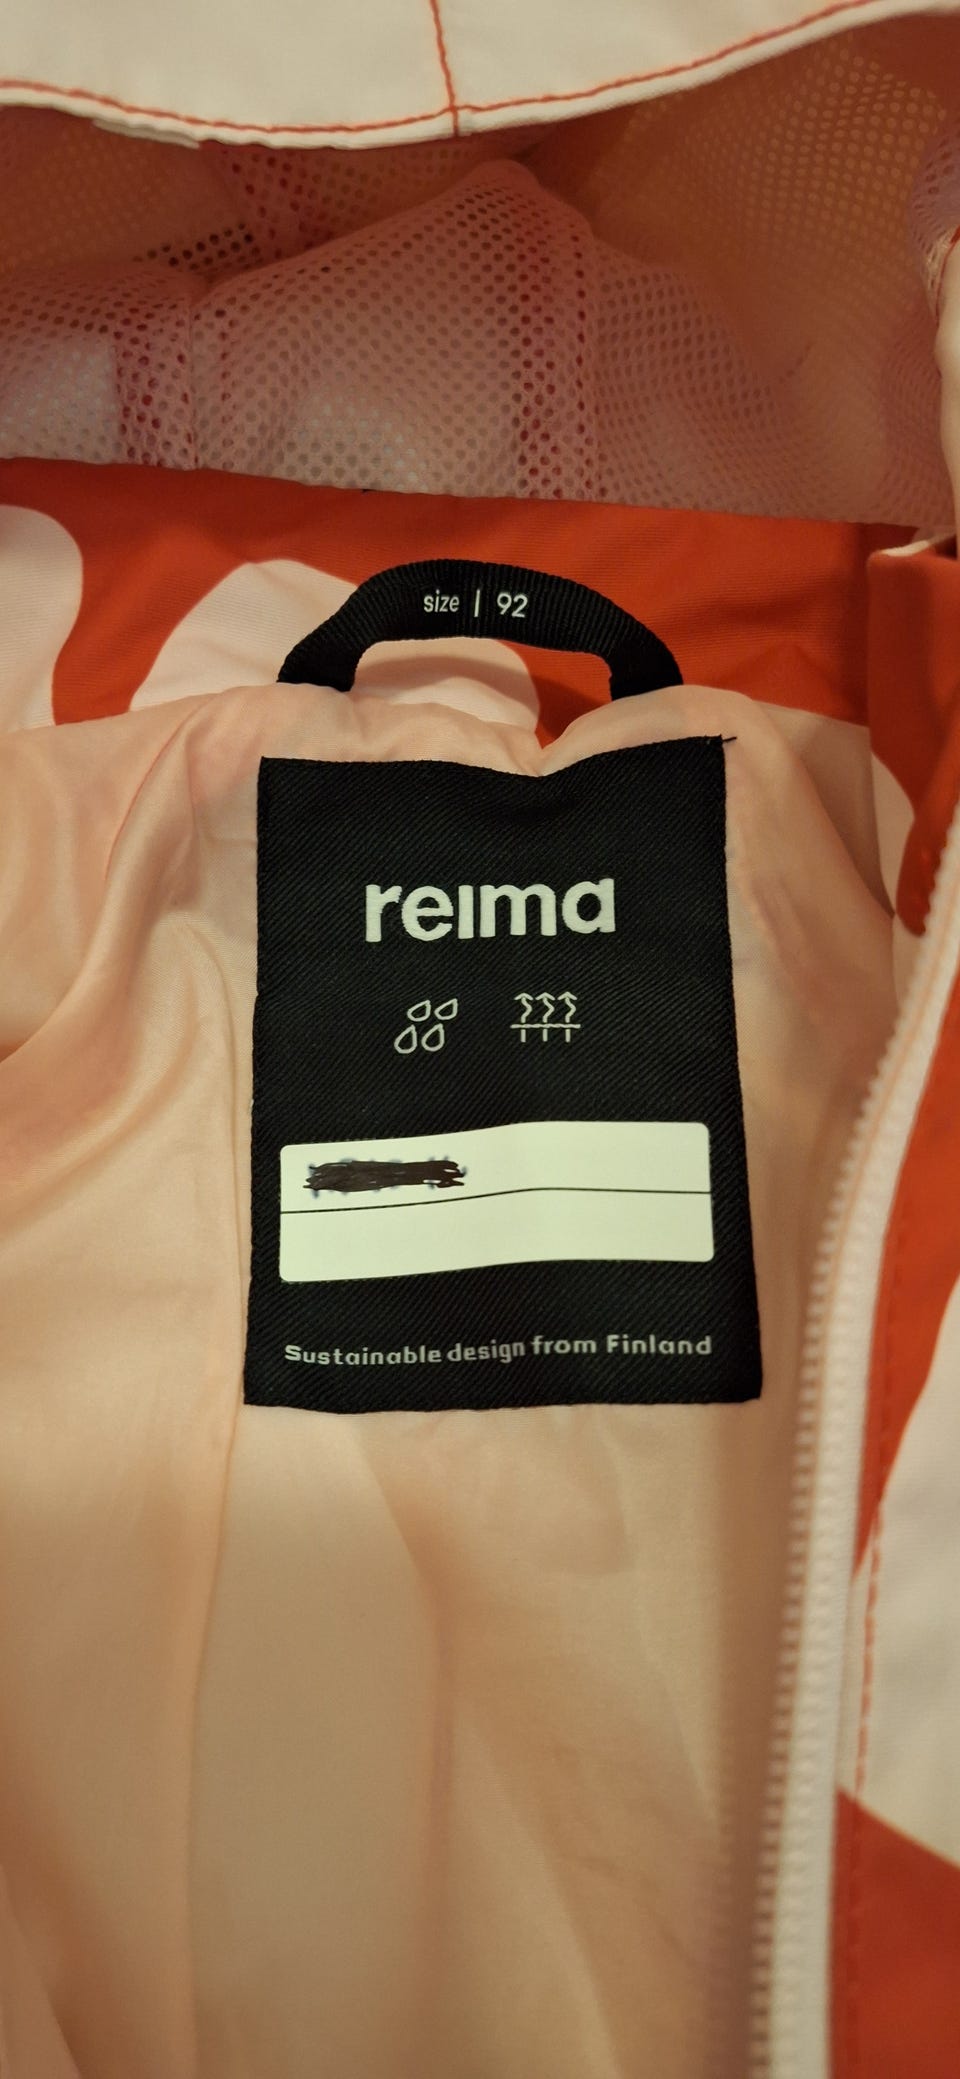 size | 92
reima
Sustainable design from Finland